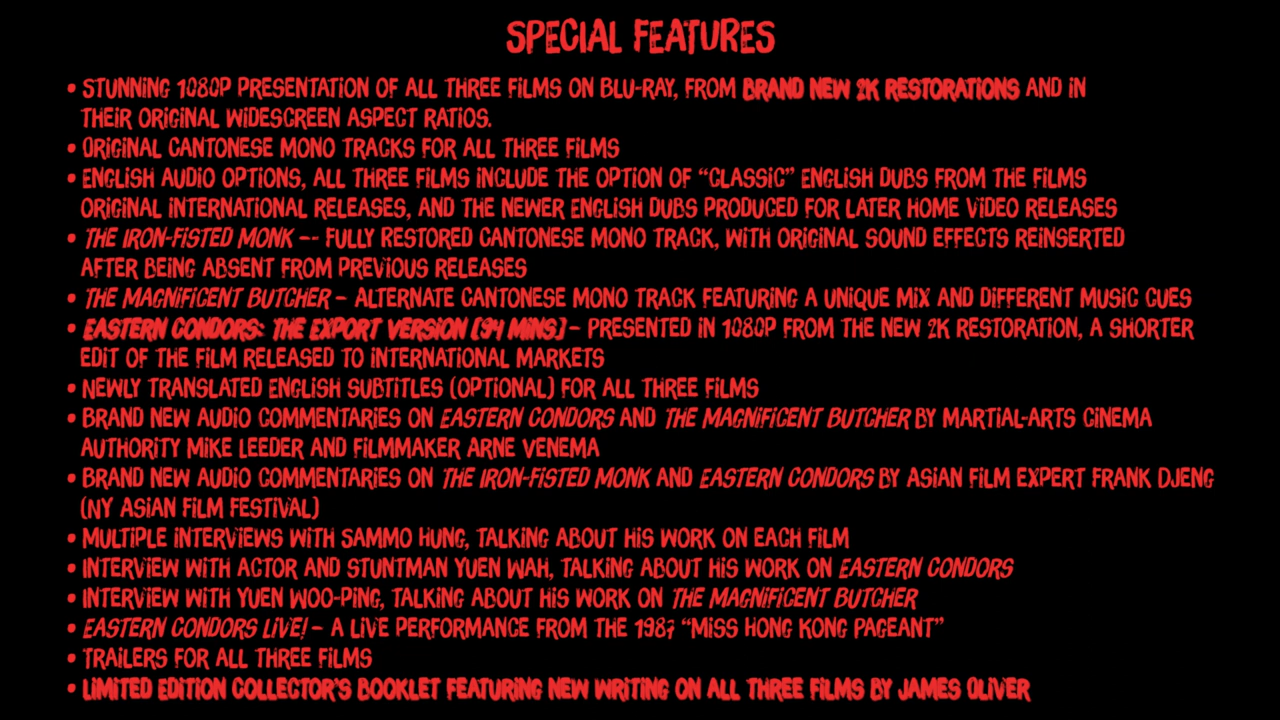 SPECIAL FEATURES
• STUNNING 1080P PRESENTATION OF ALL THREE FILMS ON BLU-RAY, FROM BRAND NEW 2K RESTORATIONS AND IN
THEIR ORIGINAL WIDESCREEN ASPECT RATIOS.
• ORIGINAL CANTONESE MONO TRACKS FOR ALL THREE FILMS
• ENGLISH AUDIO OPTIONS, ALL THREE FILMS INCLUDE THE OPTION OF “CLASSIC” ENGLISH DUBS FROM THE FILMS
ORIGINAL INTERNATIONAL RELEASES, AND THE NEWER ENGLISH DUBS PRODUCED FOR LATER HOME VIDEO RELEASES
• THE IRON-FISTED MONK -- FULLY RESTORED CANTONESE MONO TRACK, WITH ORIGINAL SOUND EFFECTS REINSERTED
AFTER BEING ABSENT FROM PREVIOUS RELEASES
• THE MAGNIFICENT BUTCHER – ALTERNATE CANTONESE MONO TRACK FEATURING A UNIQUE MIX AND DIFFERENT MUSIC CUES
• EASTERN CONDORS: THE EXPORT VERSION [94 MINS.] – PRESENTED IN 1080P FROM THE NEW 2K RESTORATION, A SHORTER
EDIT OF THE FILM RELEASED TO INTERNATIONAL MARKETS
• NEWLY TRANSLATED ENGLISH SUBTITLES (OPTIONAL) FOR ALL THREE FILMS
• BRAND NEW AUDIO COMMENTARIES ON EASTERN CONDORS AND THE MAGNIFICENT BUTCHER BY MARTIAL-ARTS CINEMA
AUTHORITY MIKE LEEDER AND FILMMAKER ARNE VENEMA
• BRAND NEW AUDIO COMMENTARIES ON THE IRON-FISTED MONK AND EASTERN CONDORS BY ASIAN FILM EXPERT FRANK DJENG
(NY ASIAN FILM FESTIVAL)
• MULTIPLE INTERVIEWS WITH SAMMO HUNG, TALKING ABOUT HIS WORK ON EACH FILM
• INTERVIEW WITH ACTOR AND STUNTMAN YUEN WAH, TALKING ABOUT HIS WORK ON EASTERN CONDORS
• INTERVIEW WITH YUEN WOO-PING, TALKING ABOUT HIS WORK ON THE MAGNIFICENT BUTCHER
• EASTERN CONDORS LIVE! – A LIVE PERFORMANCE FROM THE 1987 “MISS HONG KONG PAGEANT”
• TRAILERS FOR ALL THREE FILMS
• LIMITED EDITION COLLECTOR'S BOOKLET FEATURING NEW WRITING ON ALL THREE FILMS BY JAMES OLIVER